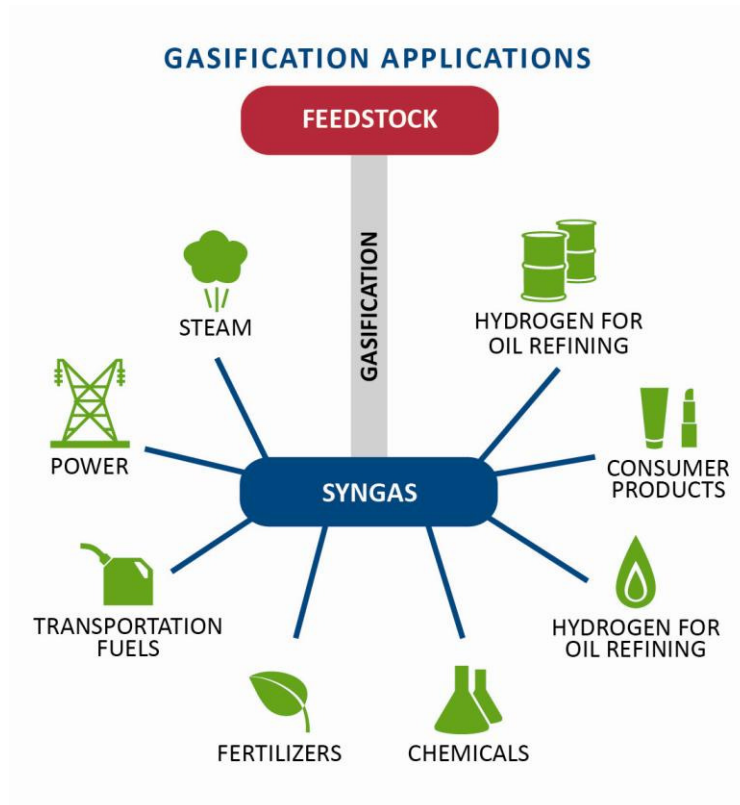 GASIFICATION APPLICATIONS
FEEDSTOCK
GASIFICATION
STEAM
HYDROGEN FOR
OIL REFINING
POWER
CONSUMER
PRODUCTS
SYNGAS
TRANSPORTATION
FUELS
HYDROGEN FOR
OIL REFINING
FERTILIZERS
CHEMICALS